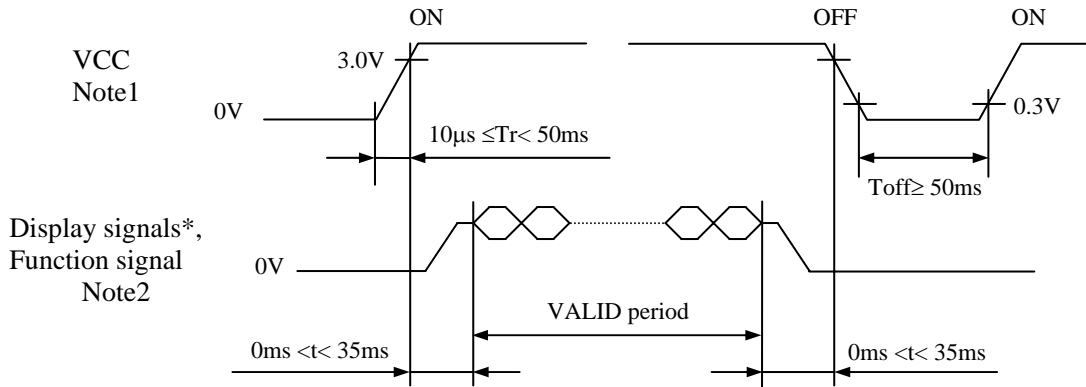 ON OFF ON
VCC
Note1
3.0V
0V
0.3V
10μs ≤Tr< 50ms
Toff≥ 50ms
Display signals*,
Function signal
Note2
0V
VALID period
0ms <t< 35ms 0ms <t< 35ms